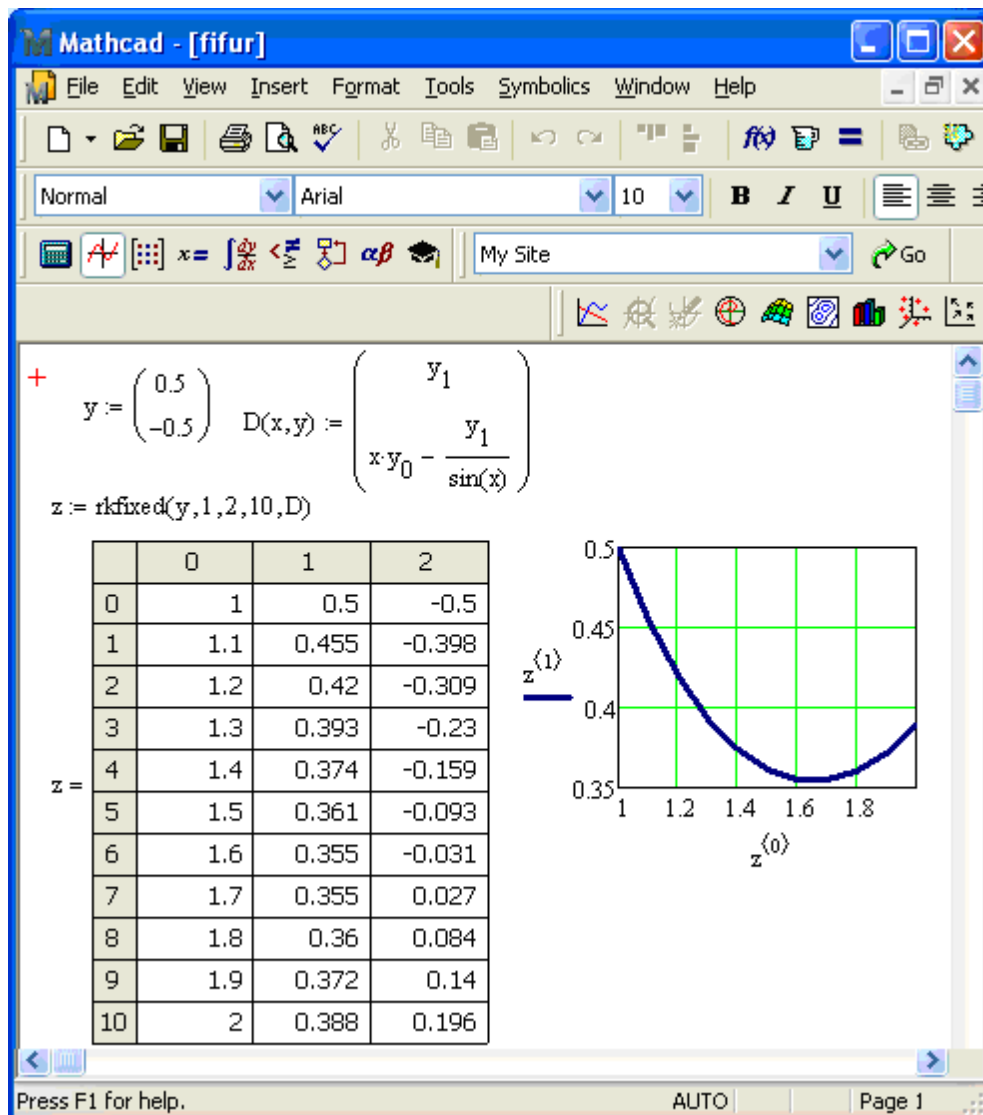 Mathcad - [fifur]
File Edit View Insert Format Tools Symbolics Window Help
ABC f(x) =
Normal Arial 10 B I U
x= ∫ dy/dx <≠≥ αβ My Site Go
+
y := (0.5 −0.5) D(x,y) := (y₁ x·y₀ − y₁/sin(x))
z := rkfixed(y,1,2,10,D)
z =
0 1 2
0 1 0.5 -0.5
1 1.1 0.455 -0.398
2 1.2 0.42 -0.309
3 1.3 0.393 -0.23
4 1.4 0.374 -0.159
5 1.5 0.361 -0.093
6 1.6 0.355 -0.031
7 1.7 0.355 0.027
8 1.8 0.36 0.084
9 1.9 0.372 0.14
10 2 0.388 0.196
0.5
0.45
z⟨1⟩
0.4
0.35
1 1.2 1.4 1.6 1.8
z⟨0⟩
Press F1 for help. AUTO Page 1